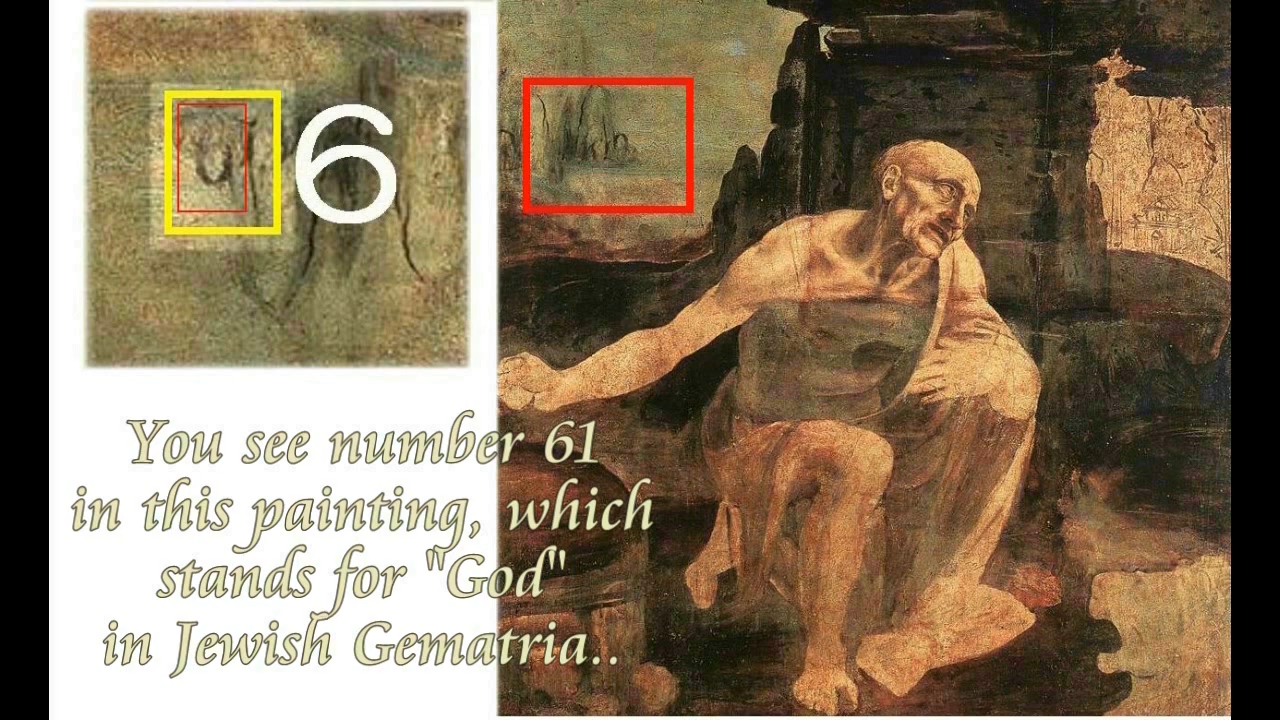 6
You see number 61
in this painting, which
stands for "God"
in Jewish Gematria..